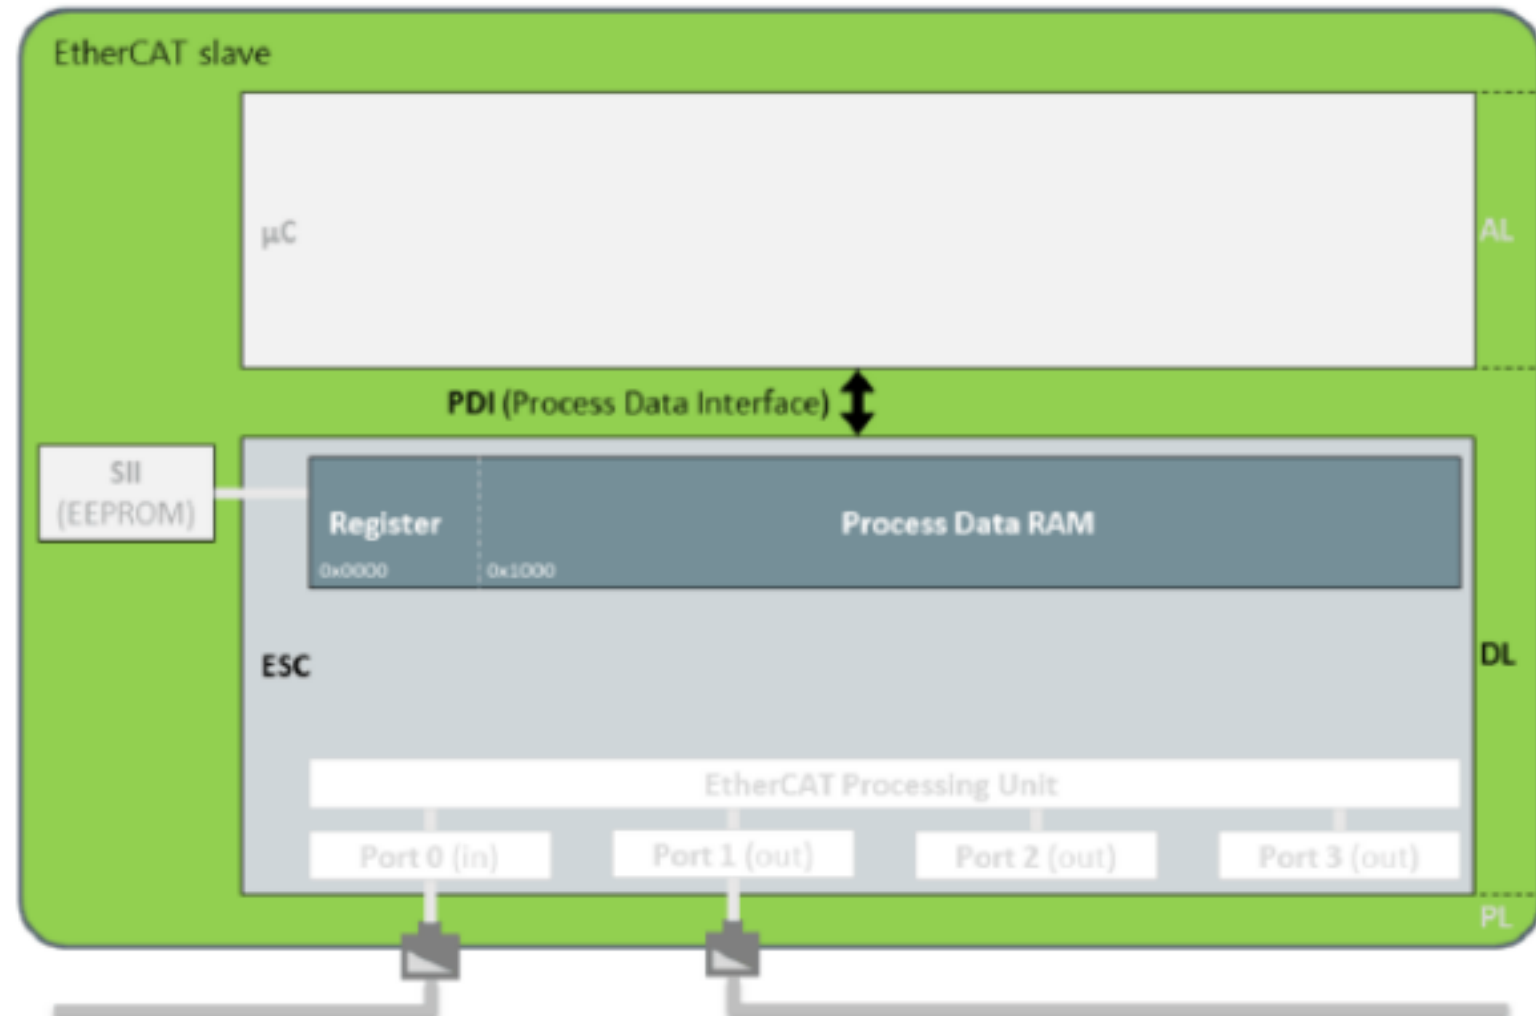 EtherCAT slave
µC
AL
PDI (Process Data Interface)
SII
(EEPROM)
Register
Process Data RAM
0x0000
0x1000
ESC
DL
EtherCAT Processing Unit
Port 0 (in)
Port 1 (out)
Port 2 (out)
Port 3 (out)
PL